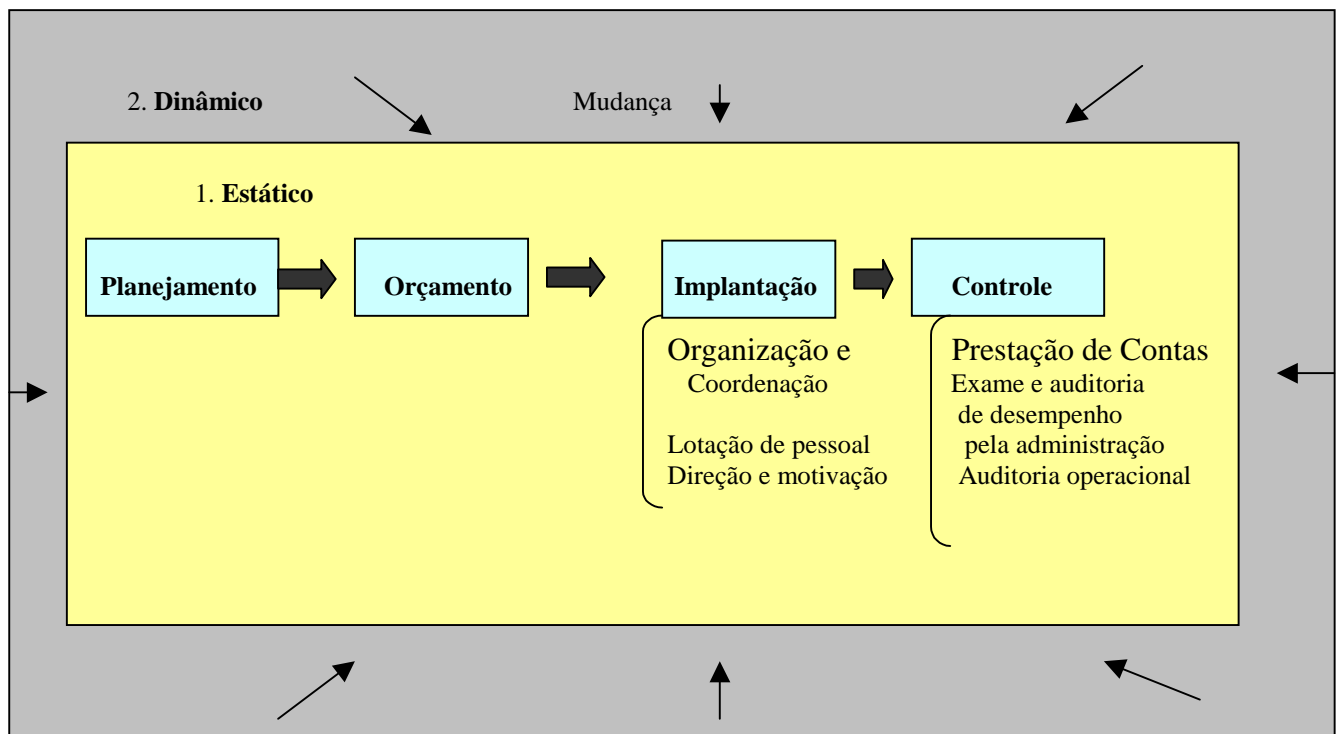 2. Dinâmico
Mudança
1. Estático
Planejamento
Orçamento
Implantação
Controle
Organização e
Coordenação
Lotação de pessoal
Direção e motivação
Prestação de Contas
Exame e auditoria
de desempenho
pela administração
Auditoria operacional